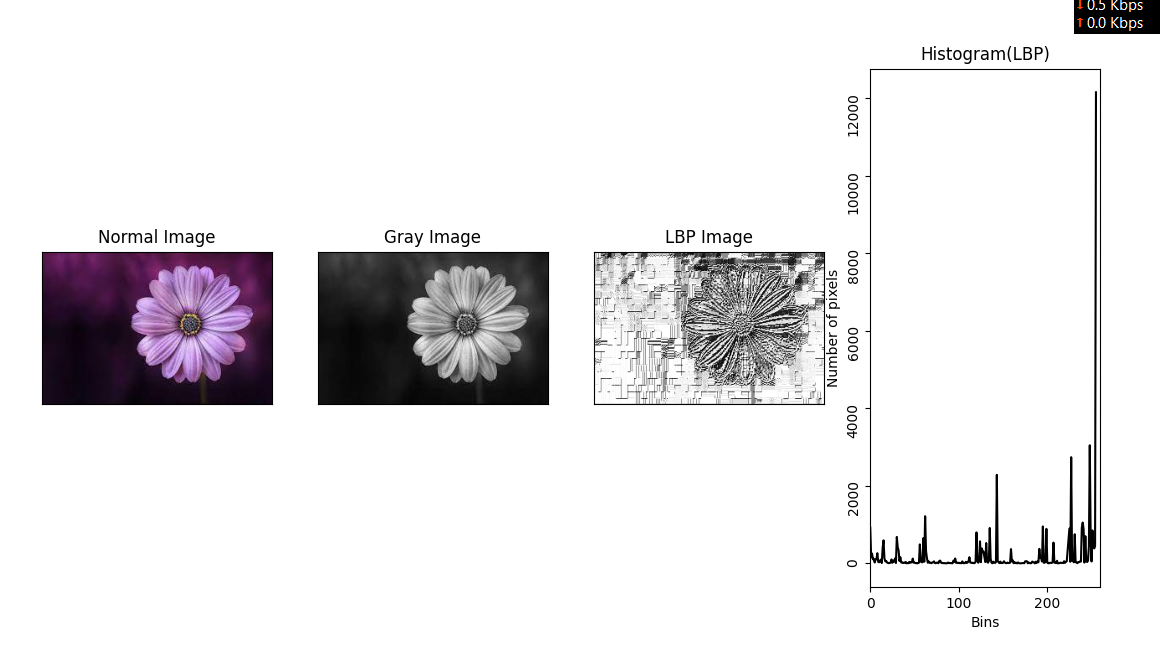 ↓ 0.5 Kbps
↑ 0.0 Kbps
Normal Image
Gray Image
LBP Image
Histogram(LBP)
Number of pixels
12000
10000
8000
6000
4000
2000
0
0 100 200
Bins